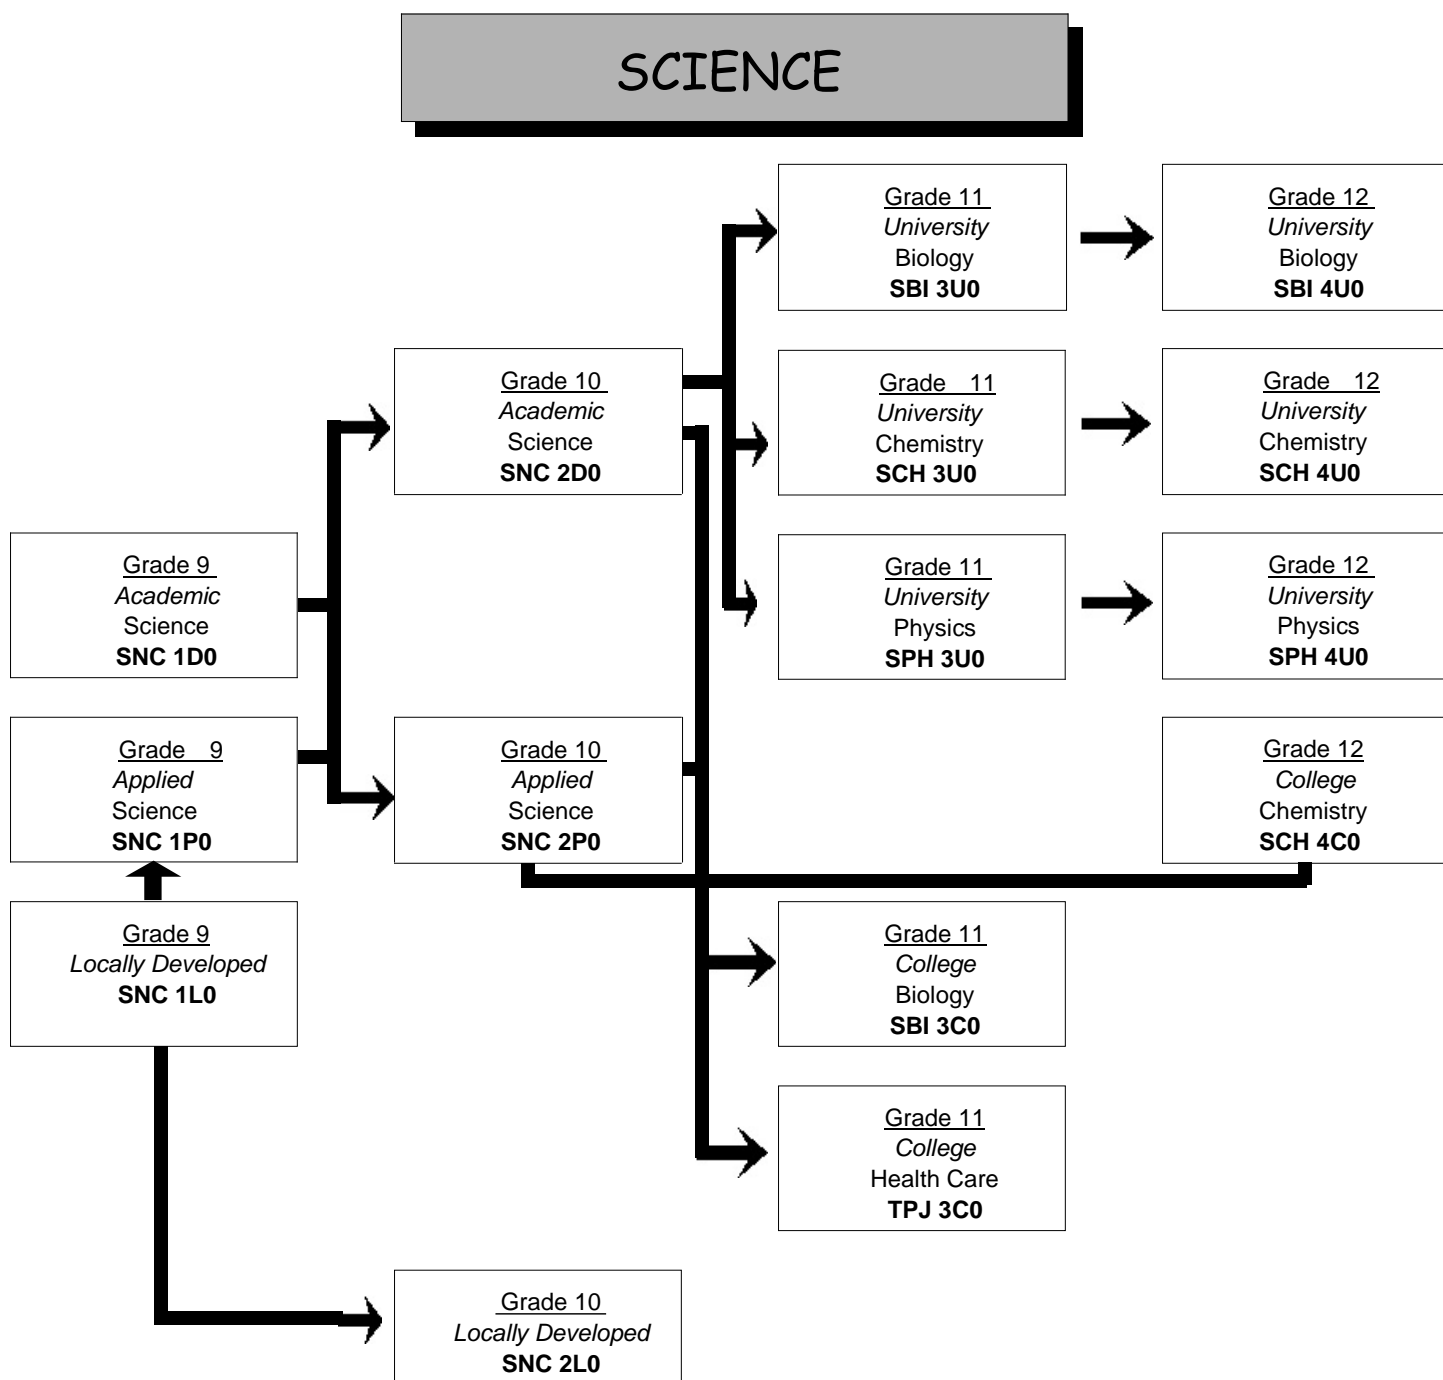 SCIENCE
Grade 11
University
Biology
SBI 3U0
Grade 12
University
Biology
SBI 4U0
Grade 10
Academic
Science
SNC 2D0
Grade 11
University
Chemistry
SCH 3U0
Grade 12
University
Chemistry
SCH 4U0
Grade 9
Academic
Science
SNC 1D0
Grade 11
University
Physics
SPH 3U0
Grade 12
University
Physics
SPH 4U0
Grade 9
Applied
Science
SNC 1P0
Grade 10
Applied
Science
SNC 2P0
Grade 12
College
Chemistry
SCH 4C0
Grade 9
Locally Developed
SNC 1L0
Grade 11
College
Biology
SBI 3C0
Grade 11
College
Health Care
TPJ 3C0
Grade 10
Locally Developed
SNC 2L0